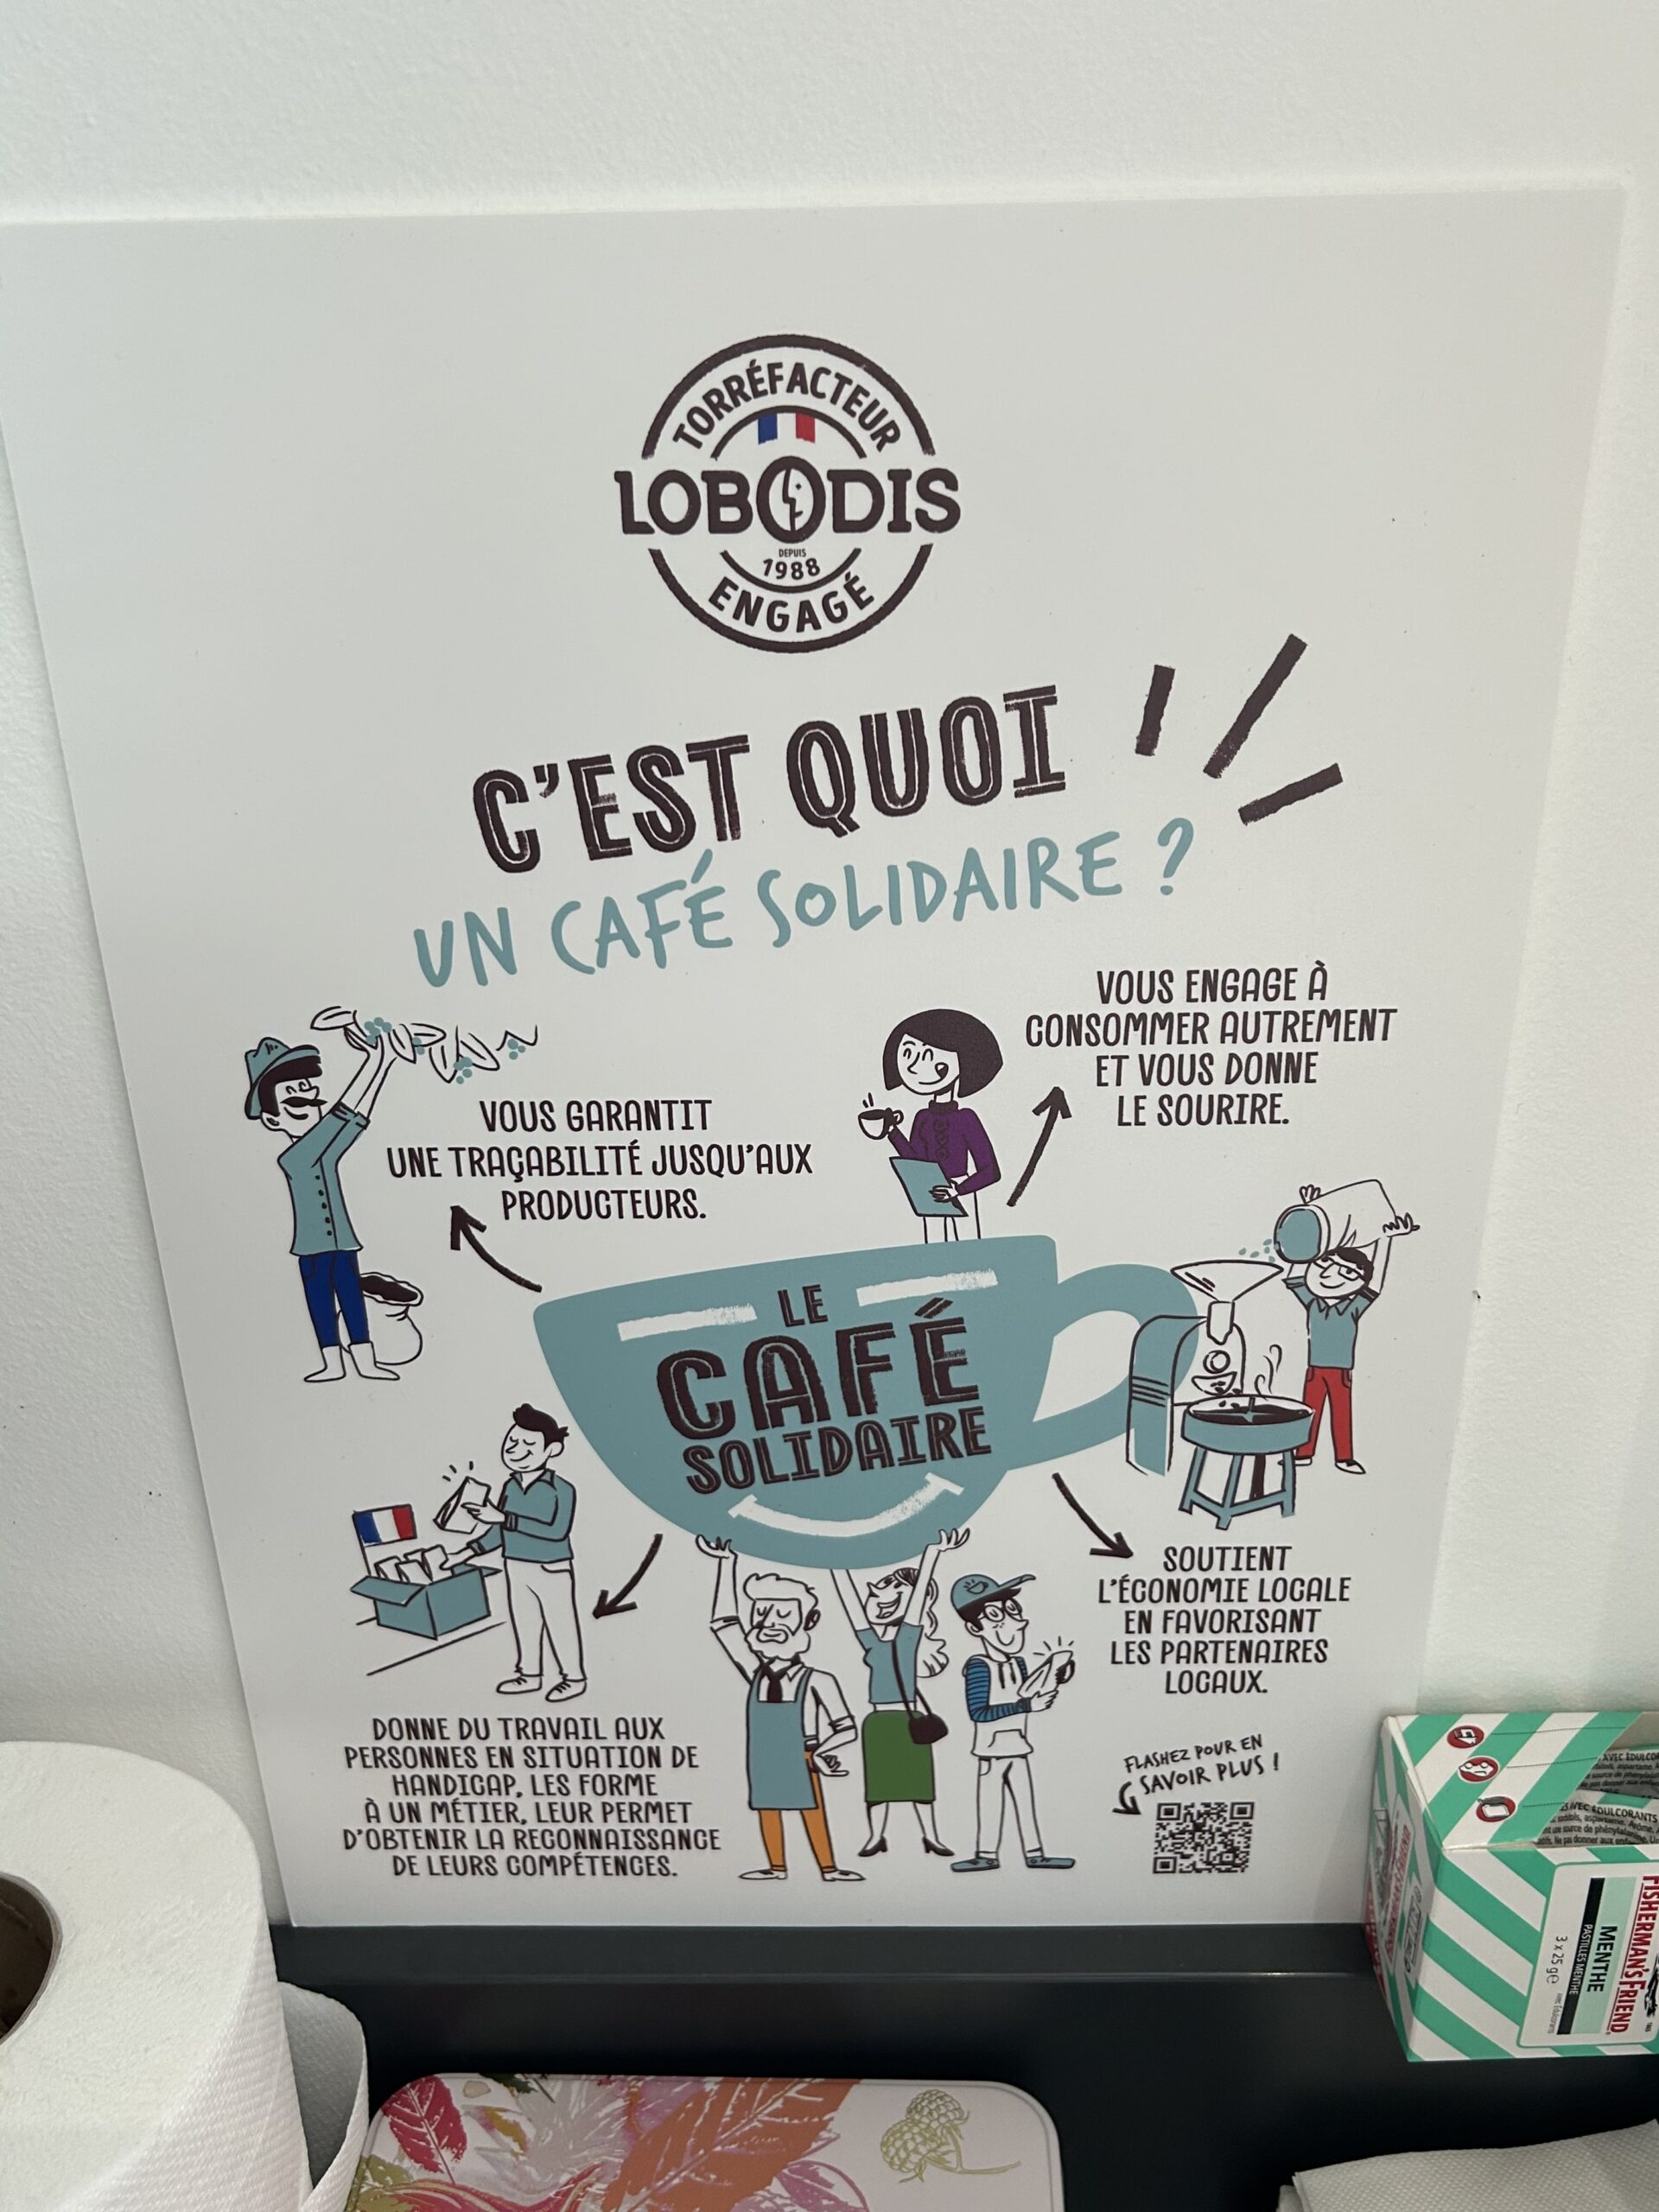 TORRÉFACTEUR
LOBODIS
DEPUIS
1988
ENGAGÉ
C'EST QUOI
UN CAFÉ SOLIDAIRE ?
VOUS ENGAGE À
CONSOMMER AUTREMENT
ET VOUS DONNE
LE SOURIRE.
VOUS GARANTIT
UNE TRAÇABILITÉ JUSQU'AUX
PRODUCTEURS.
LE
CAFÉ
SOLIDAIRE
SOUTIENT
L'ÉCONOMIE LOCALE
EN FAVORISANT
LES PARTENAIRES
LOCAUX.
DONNE DU TRAVAIL AUX
PERSONNES EN SITUATION DE
HANDICAP, LES FORME
À UN MÉTIER, LEUR PERMET
D'OBTENIR LA RECONNAISSANCE
DE LEURS COMPÉTENCES.
FLASHEZ POUR EN
SAVOIR PLUS !
FISHERMAN'S FRIEND
MENTHE
PASTILLES MENTHE
3 x 25 g e